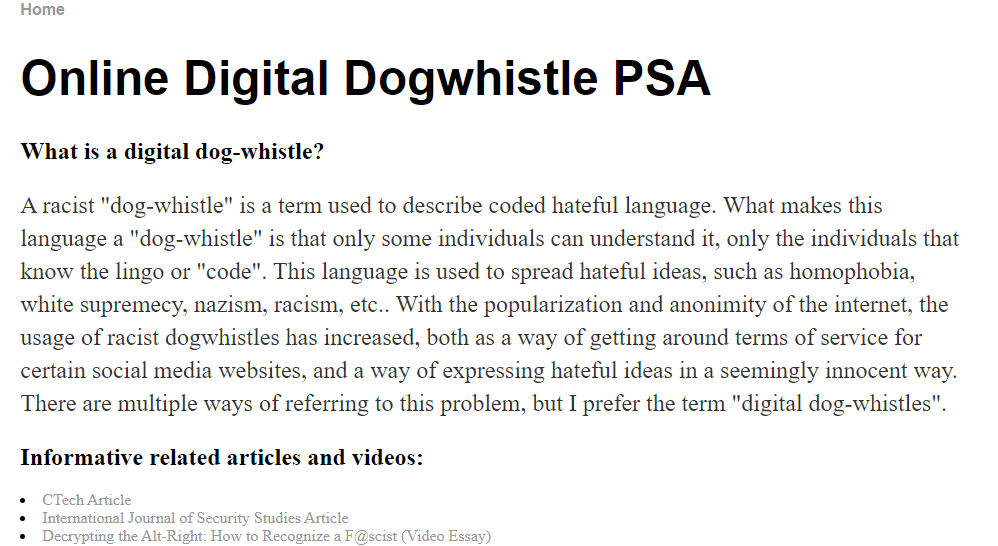 Home
Online Digital Dogwhistle PSA
What is a digital dog-whistle?
A racist "dog-whistle" is a term used to describe coded hateful language. What makes this
language a "dog-whistle" is that only some individuals can understand it, only the individuals that
know the lingo or "code". This language is used to spread hateful ideas, such as homophobia,
white supremecy, nazism, racism, etc.. With the popularization and anonimity of the internet, the
usage of racist dogwhistles has increased, both as a way of getting around terms of service for
certain social media websites, and a way of expressing hateful ideas in a seemingly innocent way.
There are multiple ways of referring to this problem, but I prefer the term "digital dog-whistles".
Informative related articles and videos:
• CTech Article
• International Journal of Security Studies Article
• Decrypting the Alt-Right: How to Recognize a F@scist (Video Essay)